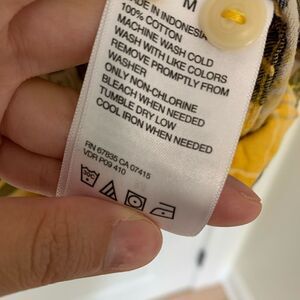 M
MADE IN INDONESIA
100% COTTON
MACHINE WASH COLD
WASH WITH LIKE COLORS
REMOVE PROMPTLY FROM
WASHER
ONLY NON-CHLORINE
BLEACH WHEN NEEDED
TUMBLE DRY LOW
COOL IRON WHEN NEEDED
RN 67835 CA 07415
VDR P09 410
30C